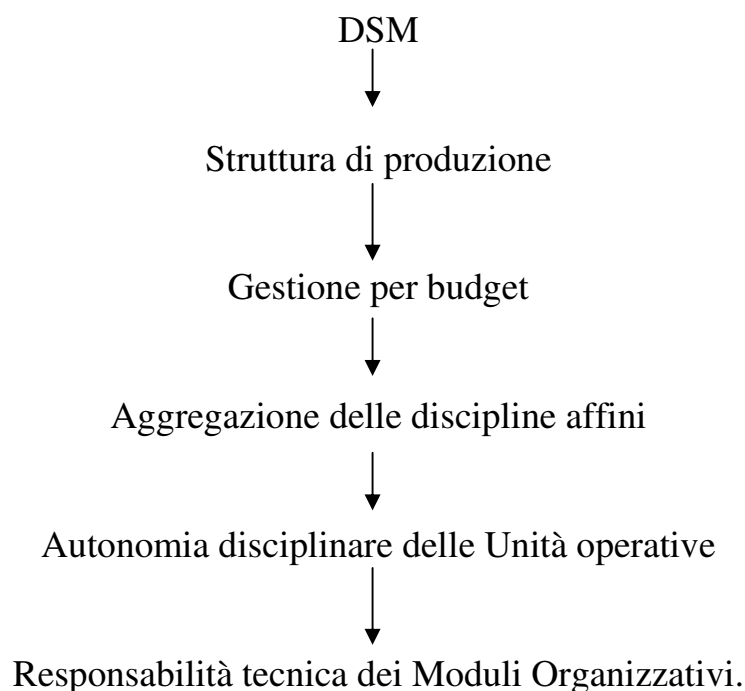 DSM
Struttura di produzione
Gestione per budget
Aggregazione delle discipline affini
Autonomia disciplinare delle Unità operative
Responsabilità tecnica dei Moduli Organizzativi.